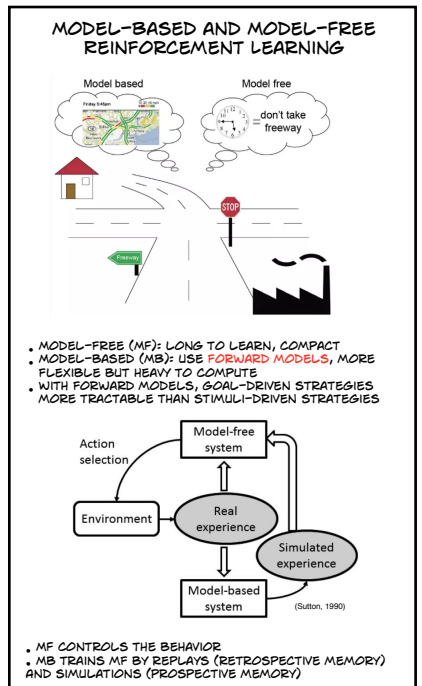 MODEL-BASED AND MODEL-FREE
REINFORCEMENT LEARNING
Model based
Model free
Friday 5:45pm
don't take
=
freeway
STOP
Freeway
. MODEL-FREE (MF): LONG TO LEARN, COMPACT
. MODEL-BASED (MB): USE FORWARD MODELS, MORE
FLEXIBLE BUT HEAVY TO COMPUTE
. WITH FORWARD MODELS, GOAL-DRIVEN STRATEGIES
MORE TRACTABLE THAN STIMULI-DRIVEN STRATEGIES
Model-free
system
Action
selection
Environment
Real
experience
Simulated
experience
Model-based
system
(Sutton, 1990)
. MF CONTROLS THE BEHAVIOR
. MB TRAINS MF BY REPLAYS (RETROSPECTIVE MEMORY)
AND SIMULATIONS (PROSPECTIVE MEMORY)